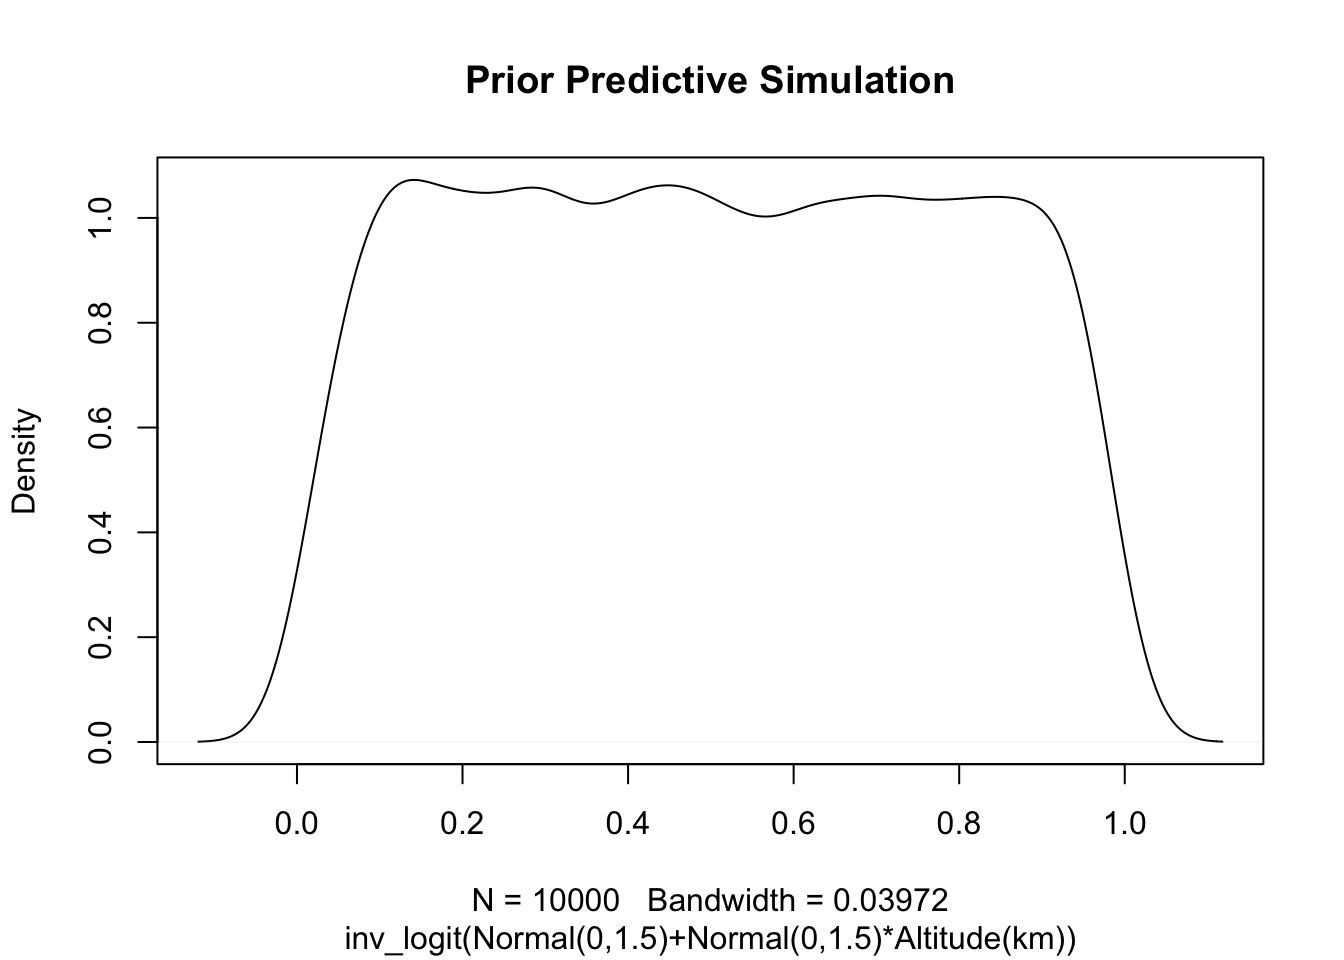 Prior Predictive Simulation
Density
0.0 0.2 0.4 0.6 0.8 1.0
0.0 0.2 0.4 0.6 0.8 1.0
N = 10000 Bandwidth = 0.03972
inv_logit(Normal(0,1.5)+Normal(0,1.5)*Altitude(km))